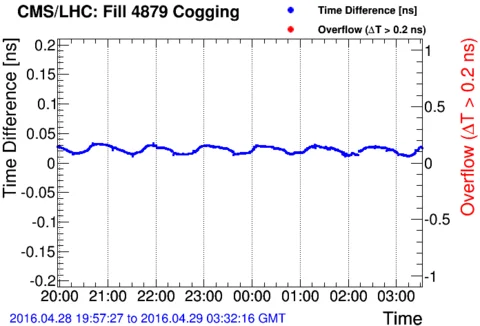 CMS/LHC: Fill 4879 Cogging
Time Difference [ns]
Overflow (ΔT > 0.2 ns)
Time Difference [ns]
0.2
0.15
0.1
0.05
0
-0.05
-0.1
-0.15
-0.2
1
0.5
0
-0.5
-1
Overflow (ΔT > 0.2 ns)
20:00 21:00 22:00 23:00 00:00 01:00 02:00 03:00
2016.04.28 19:57:27 to 2016.04.29 03:32:16 GMT
Time